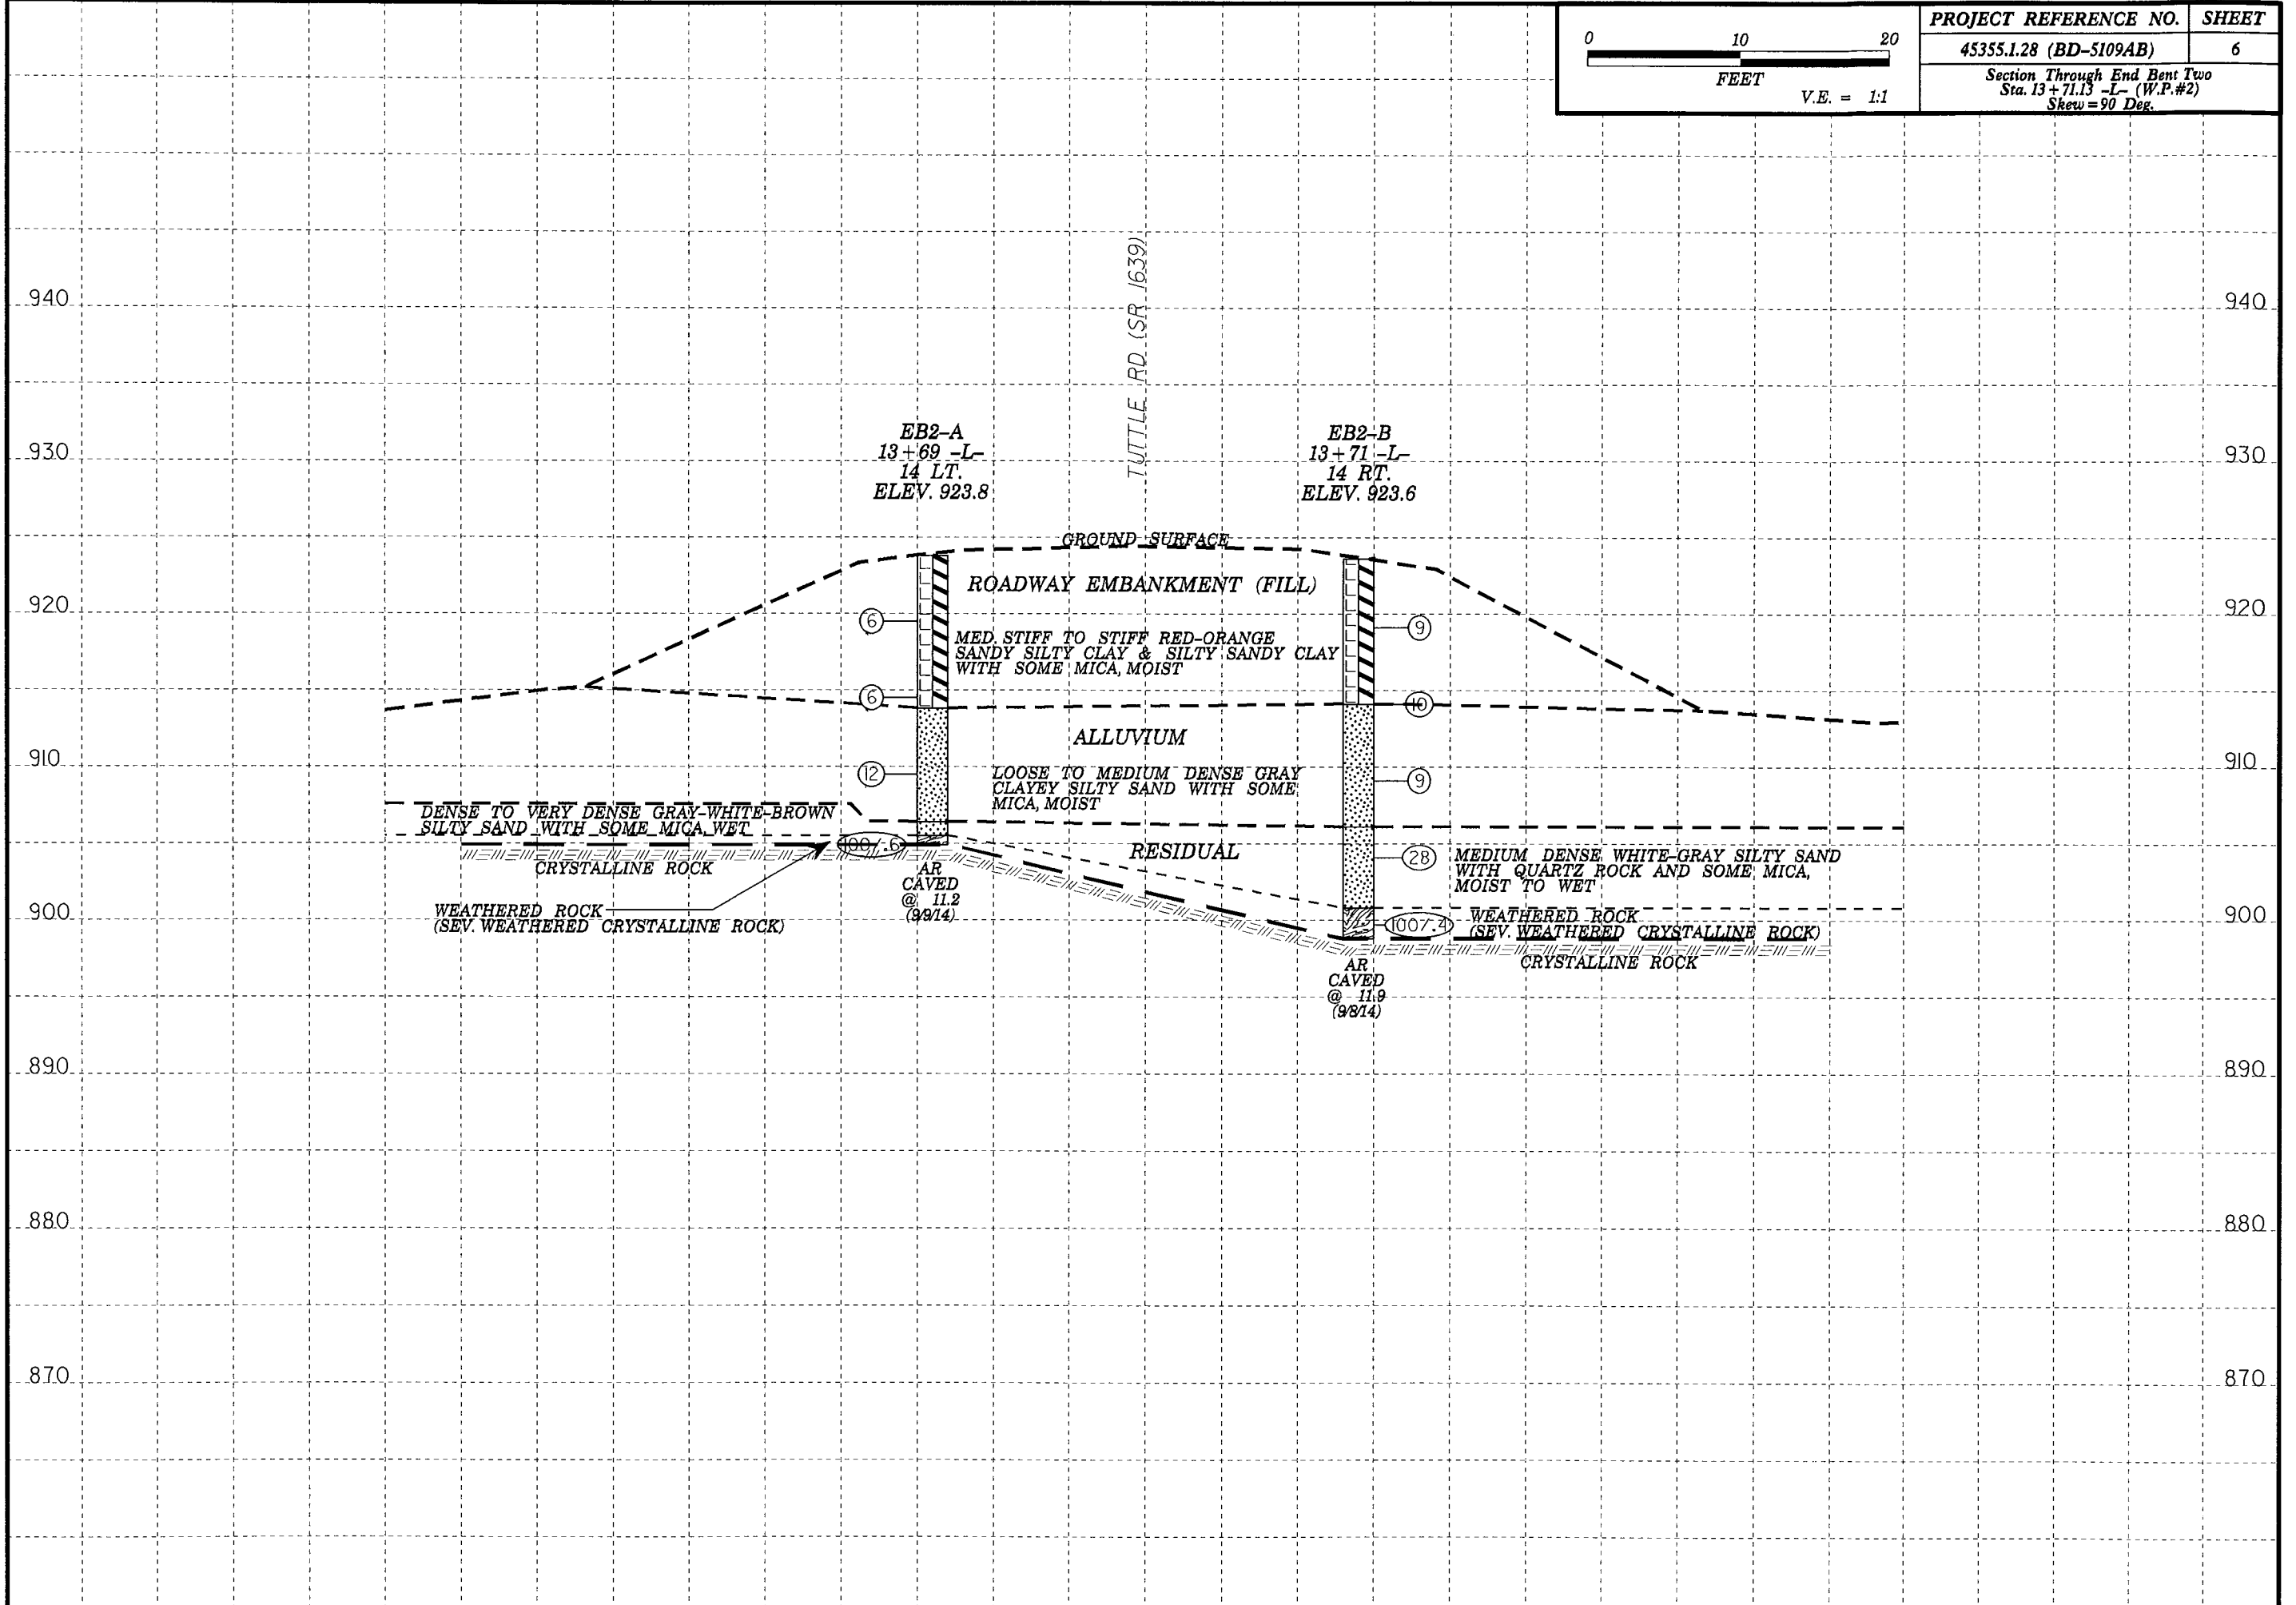 0 10 20
FEET
V.E. = 1:1
PROJECT REFERENCE NO. SHEET
45355.1.28 (BD-5109AB) 6
Section Through End Bent Two
Sta. 13+71.13 -L- (W.P.#2)
Skew=90 Deg.
TUTTLE RD (SR 1639)
940 940
930 930
920 920
910 910
900 900
890 890
880 880
870 870
EB2-A
13+69 -L-
14 LT.
ELEV. 923.8
EB2-B
13+71 -L-
14 RT.
ELEV. 923.6
GROUND SURFACE
ROADWAY EMBANKMENT (FILL)
6
9
MED. STIFF TO STIFF RED-ORANGE
SANDY SILTY CLAY & SILTY SANDY CLAY
WITH SOME MICA, MOIST
6
10
ALLUVIUM
12
9
LOOSE TO MEDIUM DENSE GRAY
CLAYEY SILTY SAND WITH SOME
MICA, MOIST
DENSE TO VERY DENSE GRAY-WHITE-BROWN
SILTY SAND WITH SOME MICA, WET
100/.6
RESIDUAL
28
MEDIUM DENSE WHITE-GRAY SILTY SAND
WITH QUARTZ ROCK AND SOME MICA,
MOIST TO WET
CRYSTALLINE ROCK
AR
CAVED
@ 11.2
(9/9/14)
WEATHERED ROCK
(SEV. WEATHERED CRYSTALLINE ROCK)
100/.4
WEATHERED ROCK
(SEV. WEATHERED CRYSTALLINE ROCK)
CRYSTALLINE ROCK
AR
CAVED
@ 11.9
(9/8/14)